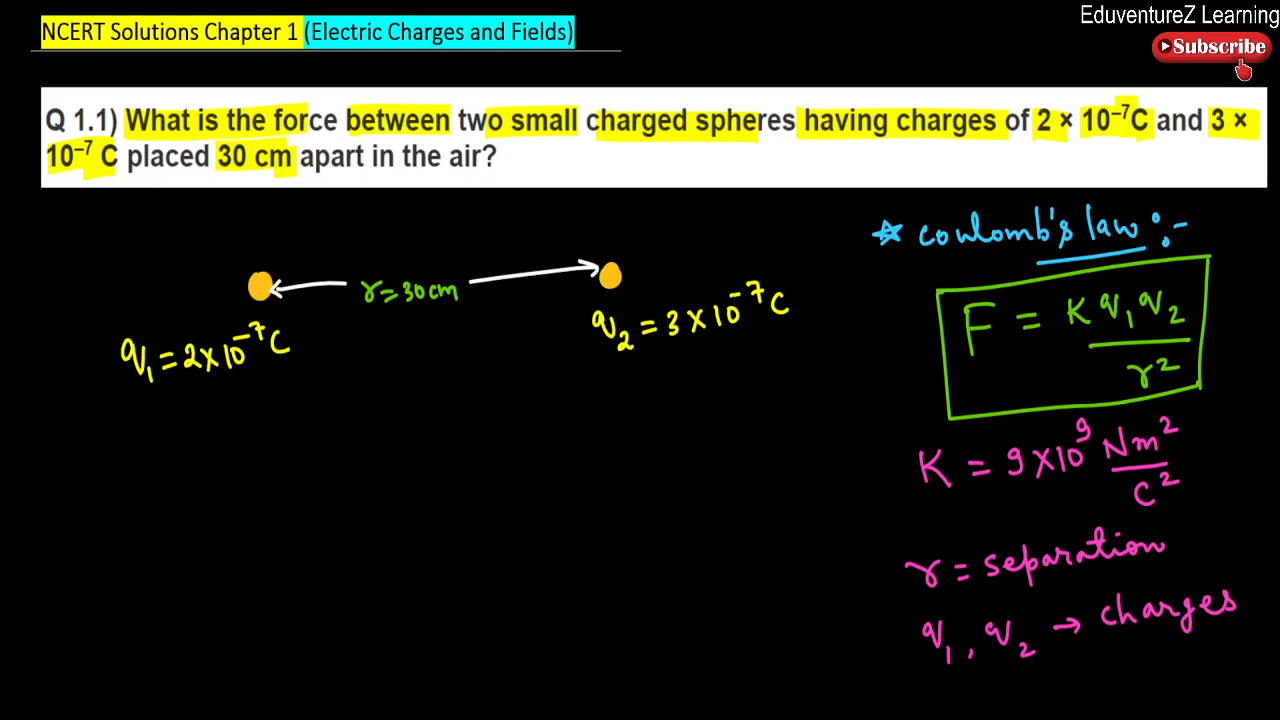 EduventureZ Learning
Subscribe
NCERT Solutions Chapter 1 (Electric Charges and Fields)
Q 1.1) What is the force between two small charged spheres having charges of 2 × 10⁻⁷C and 3 ×
10⁻⁷ C placed 30 cm apart in the air?
r = 30cm
q₁ = 2×10⁻⁷C
q₂ = 3×10⁻⁷C
coulomb's law :-
F = K q₁q₂ / r²
K = 9×10⁹ Nm² / C²
r = separation
q₁, q₂ → charges